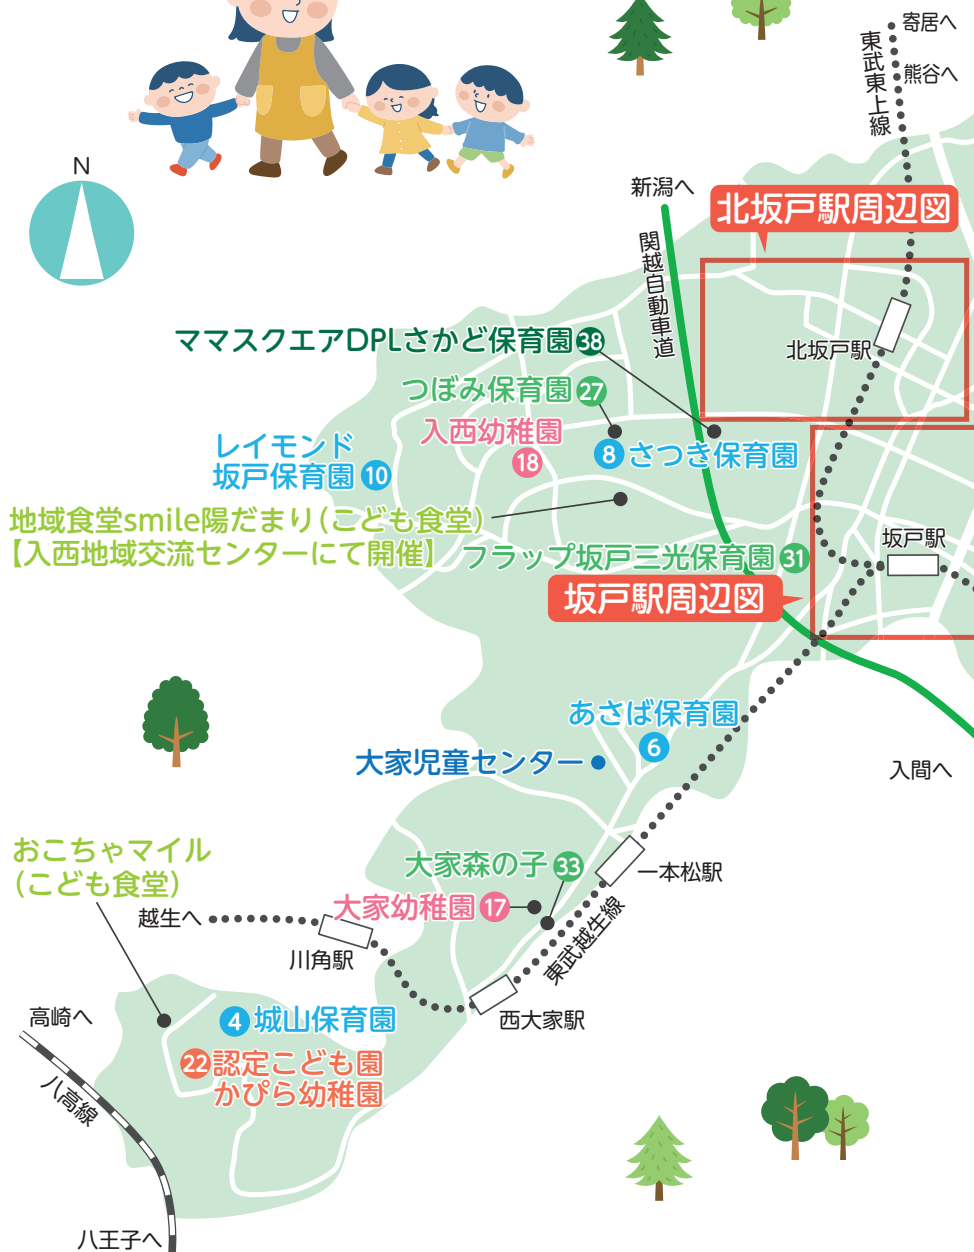 寄居へ
東武東上線
熊谷へ
N
新潟へ
北坂戸駅周辺図
関越自動車道
ママスクエアDPLさかど保育園 38
北坂戸駅
つぼみ保育園 27
入西幼稚園
18
レイモンド
坂戸保育園 10
8 さつき保育園
地域食堂smile陽だまり(こども食堂)
【入西地域交流センターにて開催】
フラップ坂戸三光保育園 31
坂戸駅
坂戸駅周辺図
あさば保育園
6
大家児童センター
入間へ
おこちゃマイル
(こども食堂)
大家森の子 33
一本松駅
大家幼稚園 17
越生へ
東武越生線
川角駅
西大家駅
高崎へ
4 城山保育園
22 認定こども園
かぴら幼稚園
八高線
八王子へ